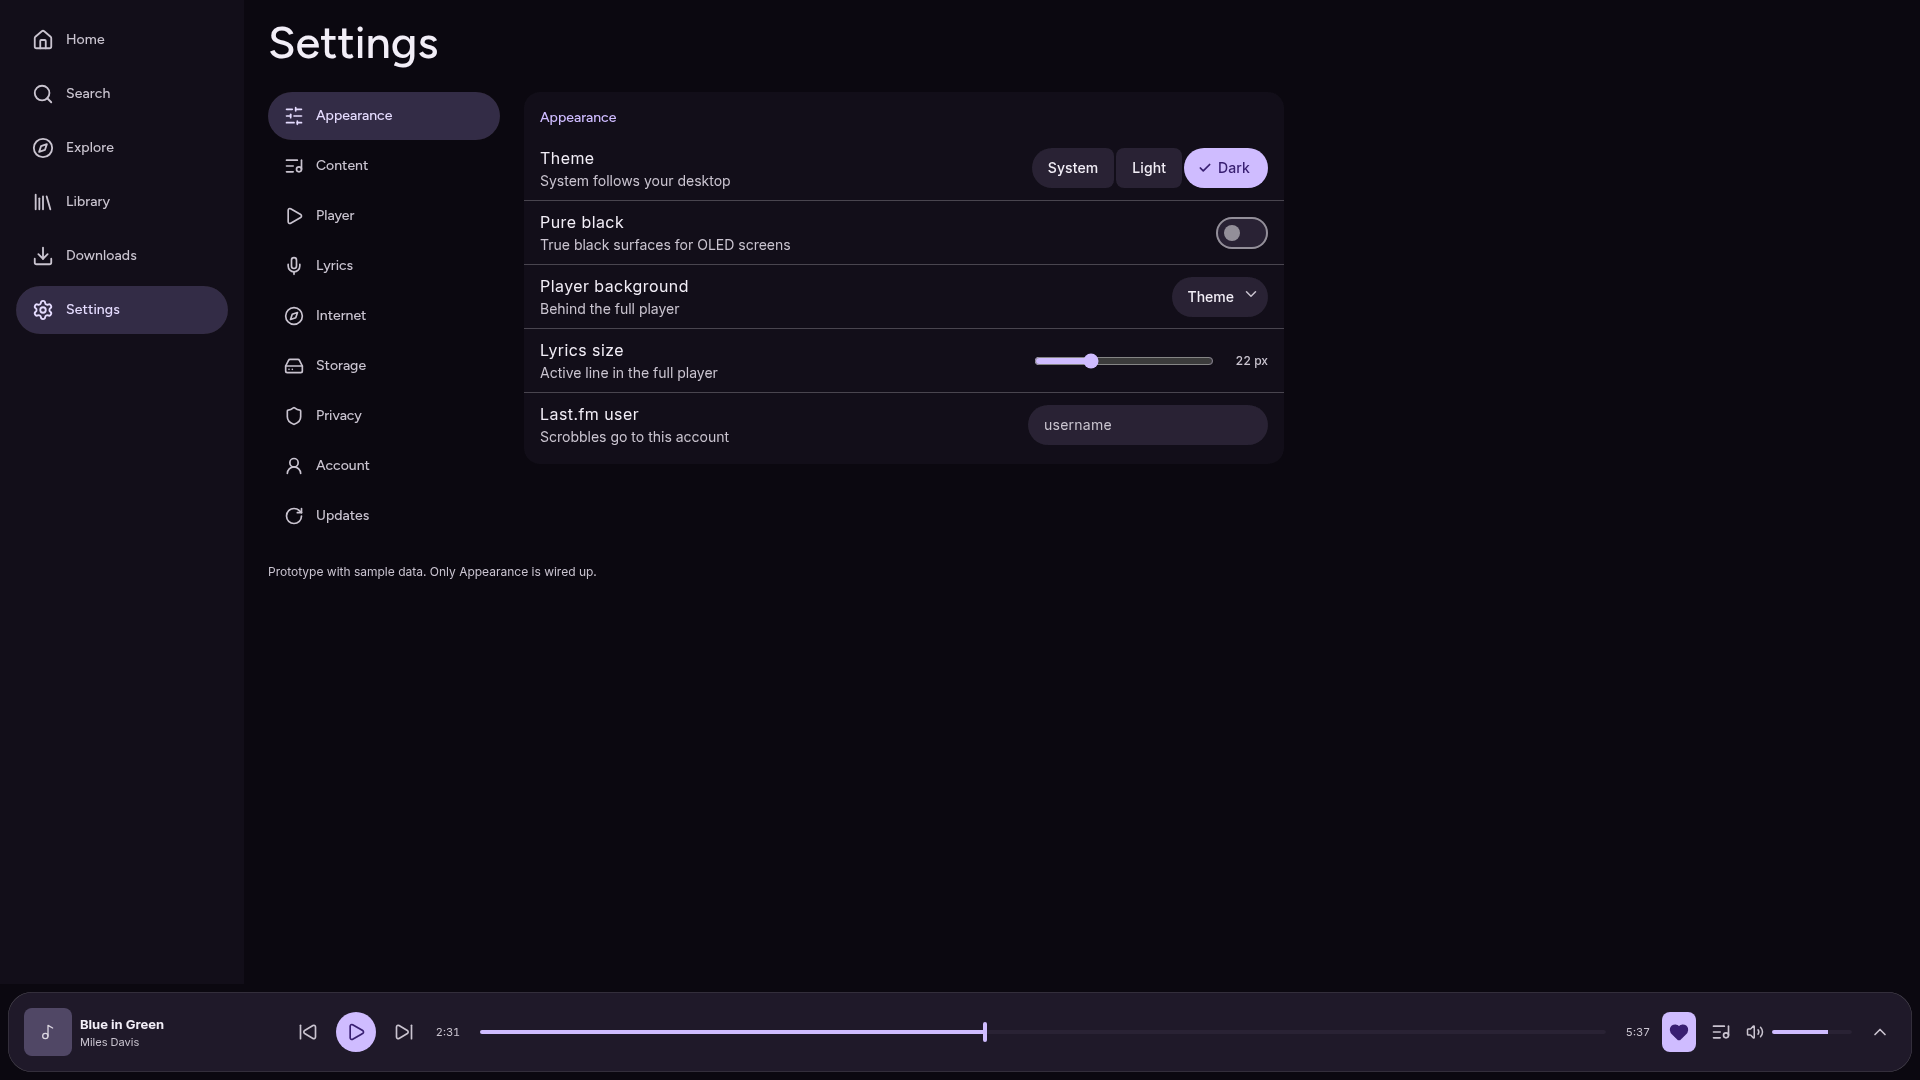 Home
Search
Explore
Library
Downloads
Settings
Settings
Appearance
Content
Player
Lyrics
Internet
Storage
Privacy
Account
Updates
Appearance
Theme
System follows your desktop
System
Light
Dark
Pure black
True black surfaces for OLED screens
Player background
Behind the full player
Theme
Lyrics size
Active line in the full player
22 px
Last.fm user
Scrobbles go to this account
username
Prototype with sample data. Only Appearance is wired up.
Blue in Green
Miles Davis
2:31
5:37